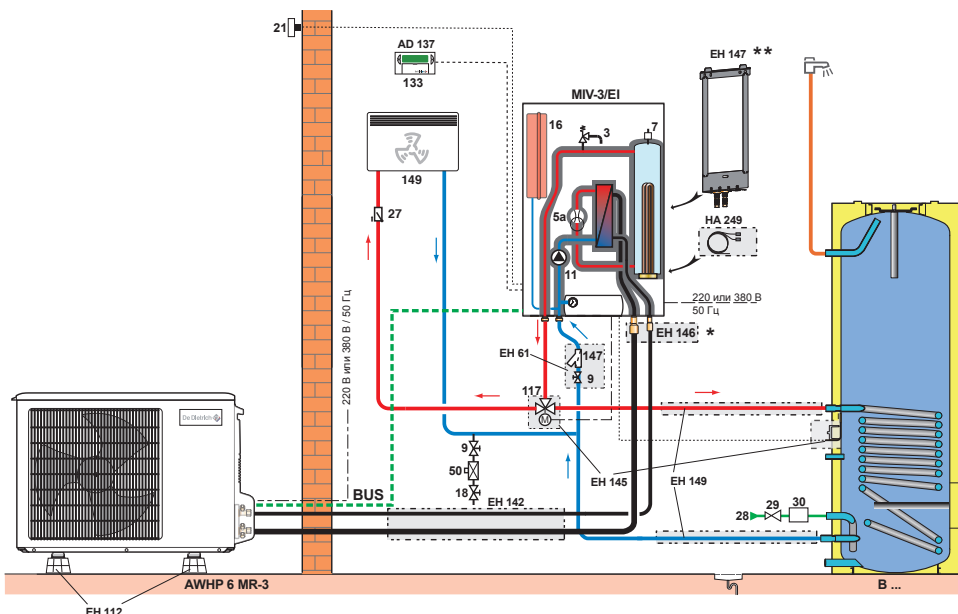 21
AD 137
133
EH 147 **
MIV-3/EI
16
3
7
149
5a
HA 249
27
11
220 или 380 В
50 Гц
EH 146 *
EH 61
147
9
220 В или 380 В / 50 Гц
117
M
De Dietrich
9
50
18
BUS
EH 142
EH 145
EH 149
28
29
30
AWHP 6 MR-3
B ...
EH 112